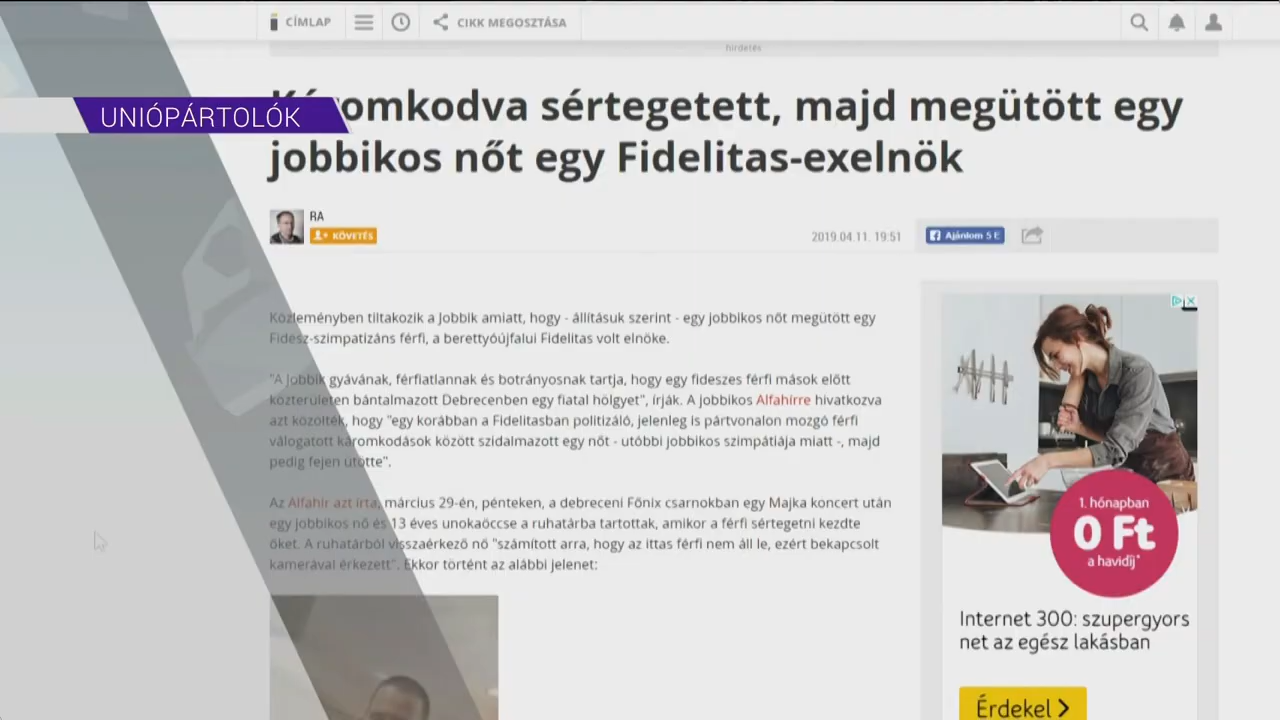 CÍMLAP
CIKK MEGOSZTÁSA
hirdetés
UNIÓPÁRTOLÓK
Káromkodva sértegetett, majd megütött egy
jobbikos nőt egy Fidelitas-exelnök
RA
KÖVETÉS
2019.04.11. 19:51
Ajánlom 5 E
Közleményben tiltakozik a Jobbik amiatt, hogy - állításuk szerint - egy jobbikos nőt megütött egy
Fidesz-szimpatizáns férfi, a berettyóújfalui Fidelitas volt elnöke.
"A Jobbik gyávának, férfiatlannak és botrányosnak tartja, hogy egy fideszes férfi mások előtt
közterületen bántalmazott Debrecenben egy fiatal hölgyet", írják. A jobbikos Alfahírre hivatkozva
azt közölték, hogy "egy korábban a Fidelitasban politizáló, jelenleg is pártvonalon mozgó férfi
válogatott káromkodások között szidalmazott egy nőt - utóbbi jobbikos szimpátiája miatt -, majd
pedig fejen ütötte".
Az Alfahír azt írta, március 29-én, pénteken, a debreceni Főnix csarnokban egy Majka koncert után
egy jobbikos nő és 13 éves unokaöccse a ruhatárba tartottak, amikor a férfi sértegetni kezdte
őket. A ruhatárból visszaérkező nő "számított arra, hogy az ittas férfi nem áll le, ezért bekapcsolt
kamerával érkezett". Ekkor történt az alábbi jelenet:
1. hónapban
0 Ft
a havidíj*
Internet 300: szupergyors
net az egész lakásban
Érdekel